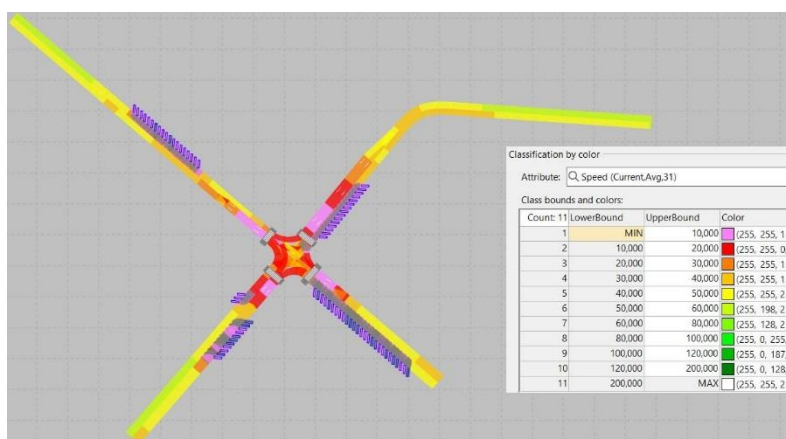 Classification by color
Attribute: Speed (Current,Avg,31)
Class bounds and colors:
Count: 11 LowerBound UpperBound Color
1 MIN 10,000 (255, 255, 1
2 10,000 20,000 (255, 255, 0,
3 20,000 30,000 (255, 255, 1
4 30,000 40,000 (255, 255, 1
5 40,000 50,000 (255, 255, 2
6 50,000 60,000 (255, 198, 2
7 60,000 80,000 (255, 128, 2
8 80,000 100,000 (255, 0, 255,
9 100,000 120,000 (255, 0, 187,
10 120,000 200,000 (255, 0, 128,
11 200,000 MAX (255, 255, 2